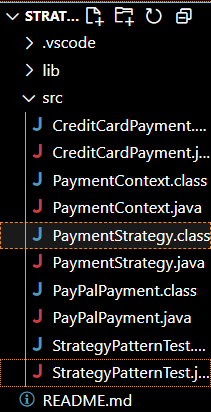 STRAT...
.vscode
lib
src
J CreditCardPayment....
J CreditCardPayment.j...
J PaymentContext.class
J PaymentContext.java
J PaymentStrategy.class
J PaymentStrategy.java
J PayPalPayment.class
J PayPalPayment.java
J StrategyPatternTest....
J StrategyPatternTest.j...
README.md